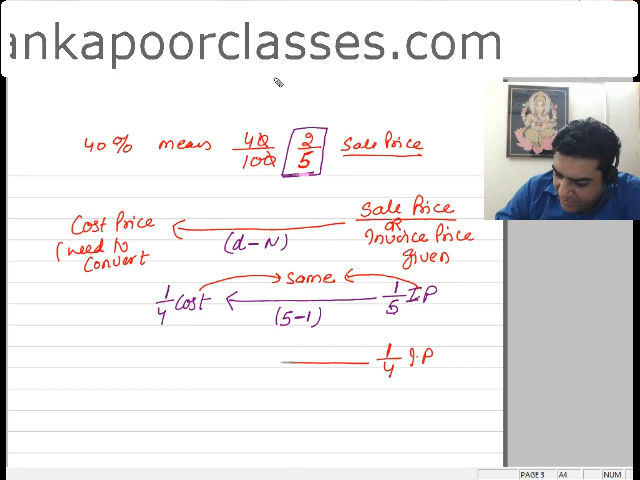 ankapoorclasses.com
40% means 40/100 2/5 Sale Price
Cost Price
(need to
convert
(d-N)
Sale Price
or
Invoice Price
given
same
1/4 Cost
(5-1)
1/5 I.P
1/4 I.P
PAGE 3 A4 NUM